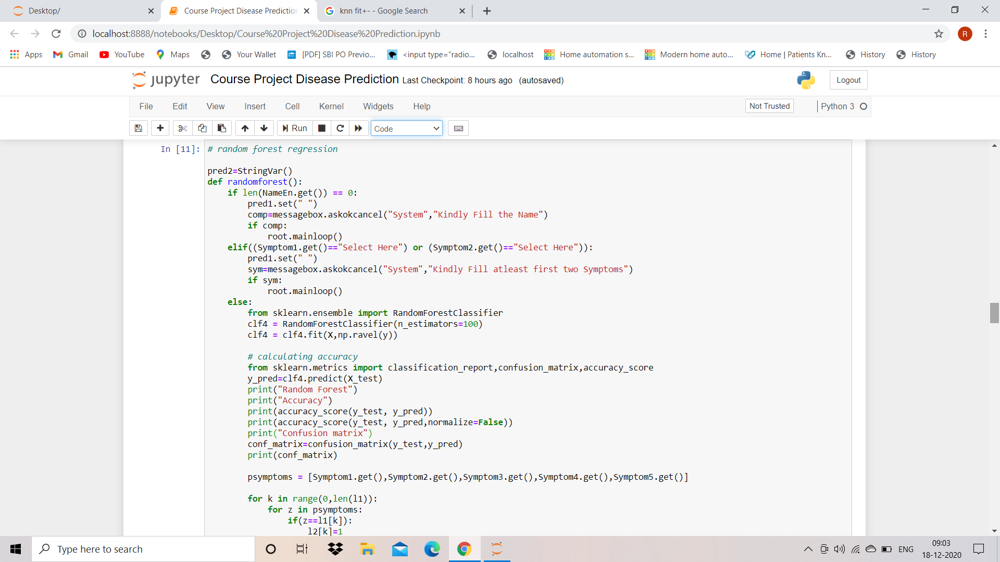 Desktop/
Course Project Disease Prediction
knn fit+- - Google Search
localhost:8888/notebooks/Desktop/Course%20Project%20Disease%20Prediction.ipynb
R
Apps
Gmail
YouTube
Maps
Your Wallet
[PDF] SBI PO Previo...
<input type="radio...
localhost
Home automation s...
Modern home auto...
Home | Patients Kn...
History
History
jupyter
Course Project Disease Prediction Last Checkpoint: 8 hours ago (autosaved)
Logout
File Edit View Insert Cell Kernel Widgets Help
Not Trusted
Python 3
Run
Code
In [11]:
# random forest regression
pred2=StringVar()
def randomforest():
    if len(NameEn.get()) == 0:
        pred1.set(" ")
        comp=messagebox.askokcancel("System","Kindly Fill the Name")
        if comp:
            root.mainloop()
    elif((Symptom1.get()=="Select Here") or (Symptom2.get()=="Select Here")):
        pred1.set(" ")
        sym=messagebox.askokcancel("System","Kindly Fill atleast first two Symptoms")
        if sym:
            root.mainloop()
    else:
        from sklearn.ensemble import RandomForestClassifier
        clf4 = RandomForestClassifier(n_estimators=100)
        clf4 = clf4.fit(X,np.ravel(y))
        # calculating accuracy
        from sklearn.metrics import classification_report,confusion_matrix,accuracy_score
        y_pred=clf4.predict(X_test)
        print("Random Forest")
        print("Accuracy")
        print(accuracy_score(y_test, y_pred))
        print(accuracy_score(y_test, y_pred,normalize=False))
        print("Confusion matrix")
        conf_matrix=confusion_matrix(y_test,y_pred)
        print(conf_matrix)
        psymptoms = [Symptom1.get(),Symptom2.get(),Symptom3.get(),Symptom4.get(),Symptom5.get()]
        for k in range(0,len(l1)):
            for z in psymptoms:
                if(z==l1[k]):
                    l2[k]=1
Type here to search
ENG
09:03
18-12-2020